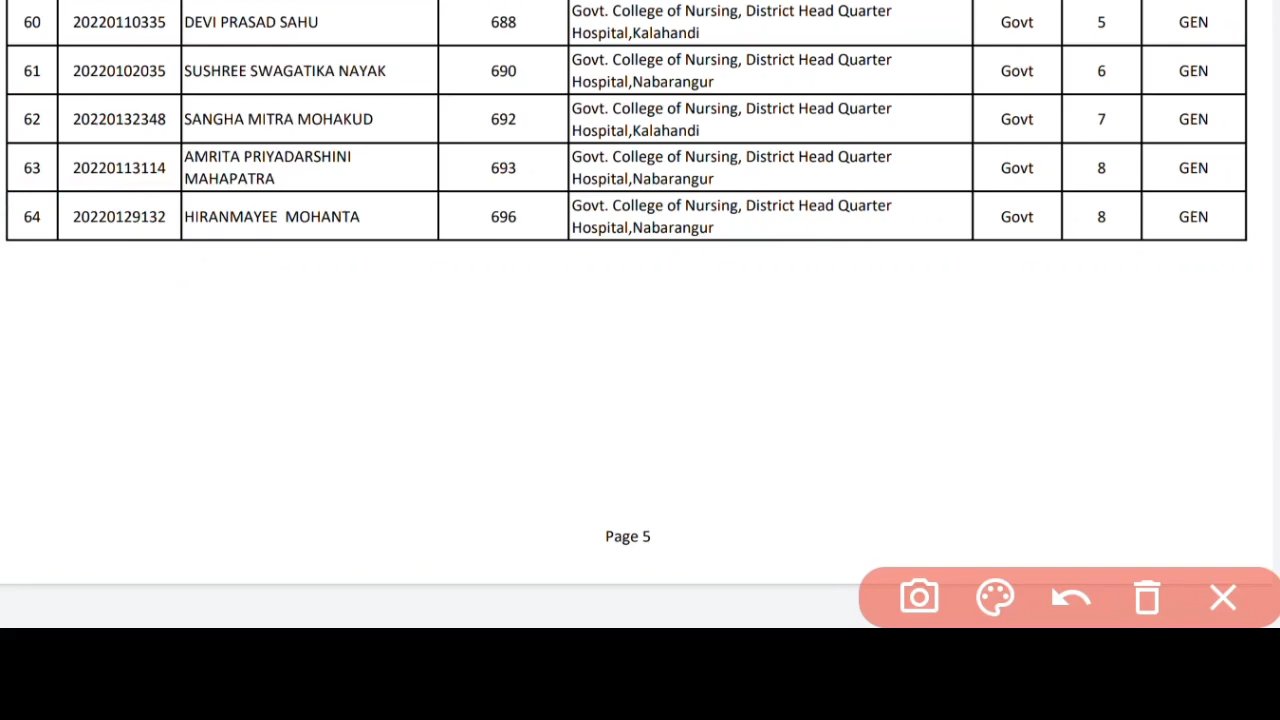 60 20220110335 DEVI PRASAD SAHU 688 Govt. College of Nursing, District Head Quarter Hospital,Kalahandi Govt 5 GEN
61 20220102035 SUSHREE SWAGATIKA NAYAK 690 Govt. College of Nursing, District Head Quarter Hospital,Nabarangur Govt 6 GEN
62 20220132348 SANGHA MITRA MOHAKUD 692 Govt. College of Nursing, District Head Quarter Hospital,Kalahandi Govt 7 GEN
63 20220113114 AMRITA PRIYADARSHINI MAHAPATRA 693 Govt. College of Nursing, District Head Quarter Hospital,Nabarangur Govt 8 GEN
64 20220129132 HIRANMAYEE  MOHANTA 696 Govt. College of Nursing, District Head Quarter Hospital,Nabarangur Govt 8 GEN
Page 5